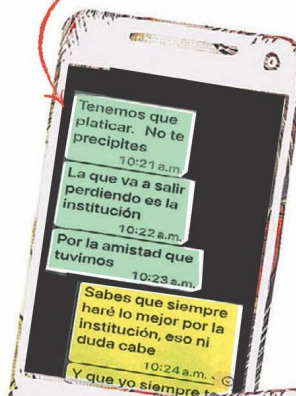 Tenemos que
platicar. No te
precipites
10:21 a.m.
La que va a salir
perdiendo es la
institución
10:22 a.m.
Por la amistad que
tuvimos
10:23 a.m.
Sabes que siempre
haré lo mejor por la
institución, eso ni
duda cabe
10:24 a.m.
Y que yo siempre te